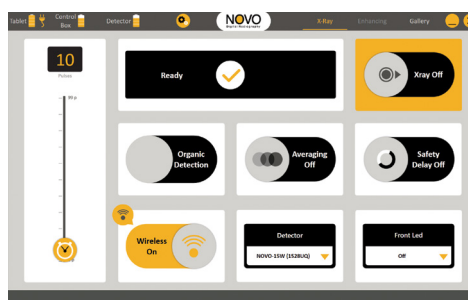 Tablet
Control
Box
Detector
NOVO
X-Ray
Enhancing
Gallery
10
Pulses
99 p
Ready
Xray Off
Organic
Detection
Averaging
Off
Safety
Delay Off
Wireless
On
Detector
NOVO-15W (1528UQ)
Front Led
Off